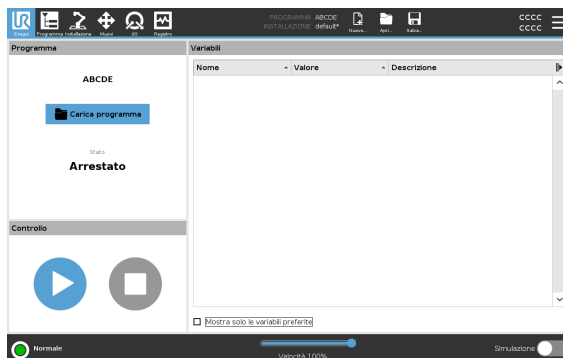 UR
PROGRAMMA ABCDE
INSTALLAZIONE default*
CCCC
CCCC
Esegui Programma Installazione Muovi I/O Registro
Nuovo... Apri... Salva...
Programma
Variabili
ABCDE
Carica programma
Stato
Arrestato
Nome Valore Descrizione
Controllo
Mostra solo le variabili preferite
Normale
Velocità 100%
Simulazione